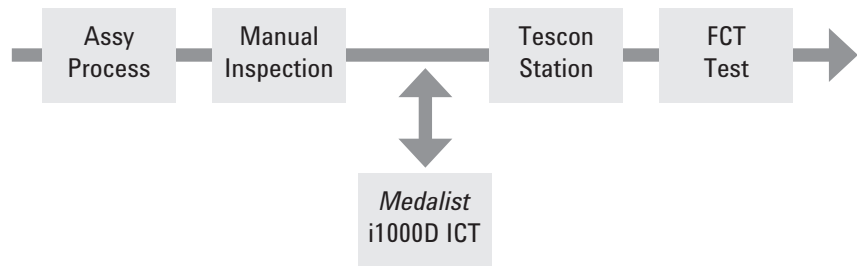 Assy
Process
Manual
Inspection
Tescon
Station
FCT
Test
Medalist
i1000D ICT